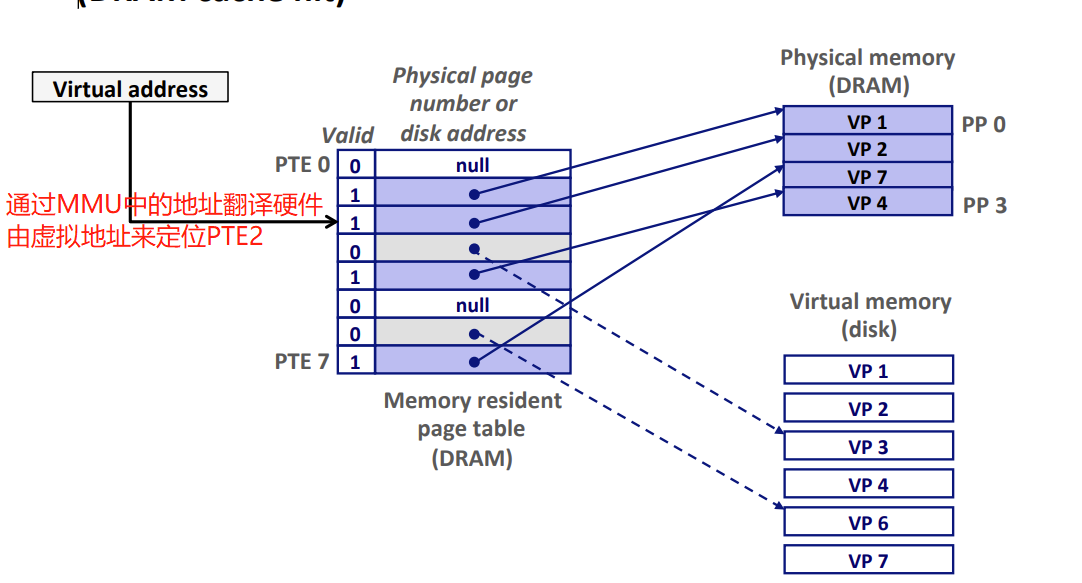 (DRAM cache hit)
Virtual address
Physical page
number or
disk address
Valid
PTE 0
0
null
1
1
0
1
0
null
0
PTE 7
1
通过MMU中的地址翻译硬件
由虚拟地址来定位PTE2
Memory resident
page table
(DRAM)
Physical memory
(DRAM)
VP 1
PP 0
VP 2
VP 7
VP 4
PP 3
Virtual memory
(disk)
VP 1
VP 2
VP 3
VP 4
VP 6
VP 7